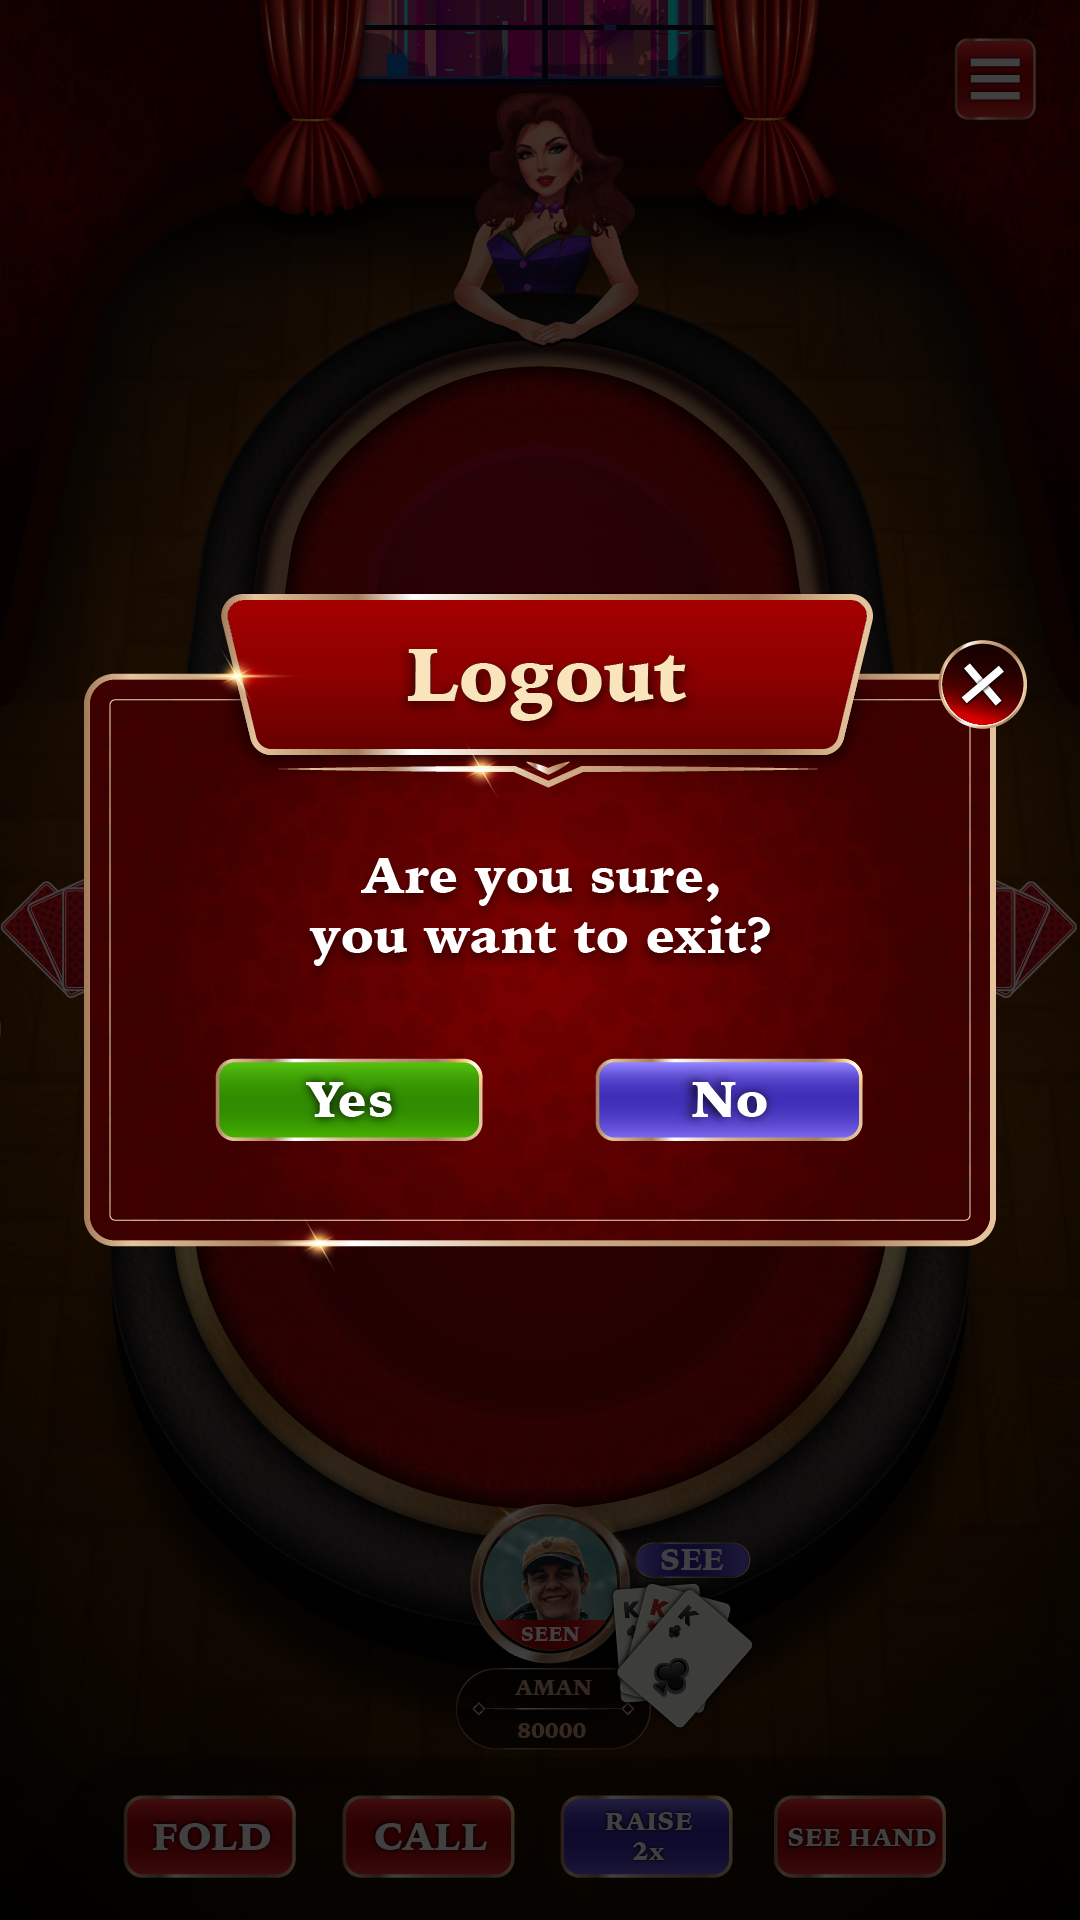 Logout
Are you sure,
you want to exit?
Yes
No
SEE
K K K
SEEN
AMAN
80000
FOLD
CALL
RAISE
2x
SEE HAND